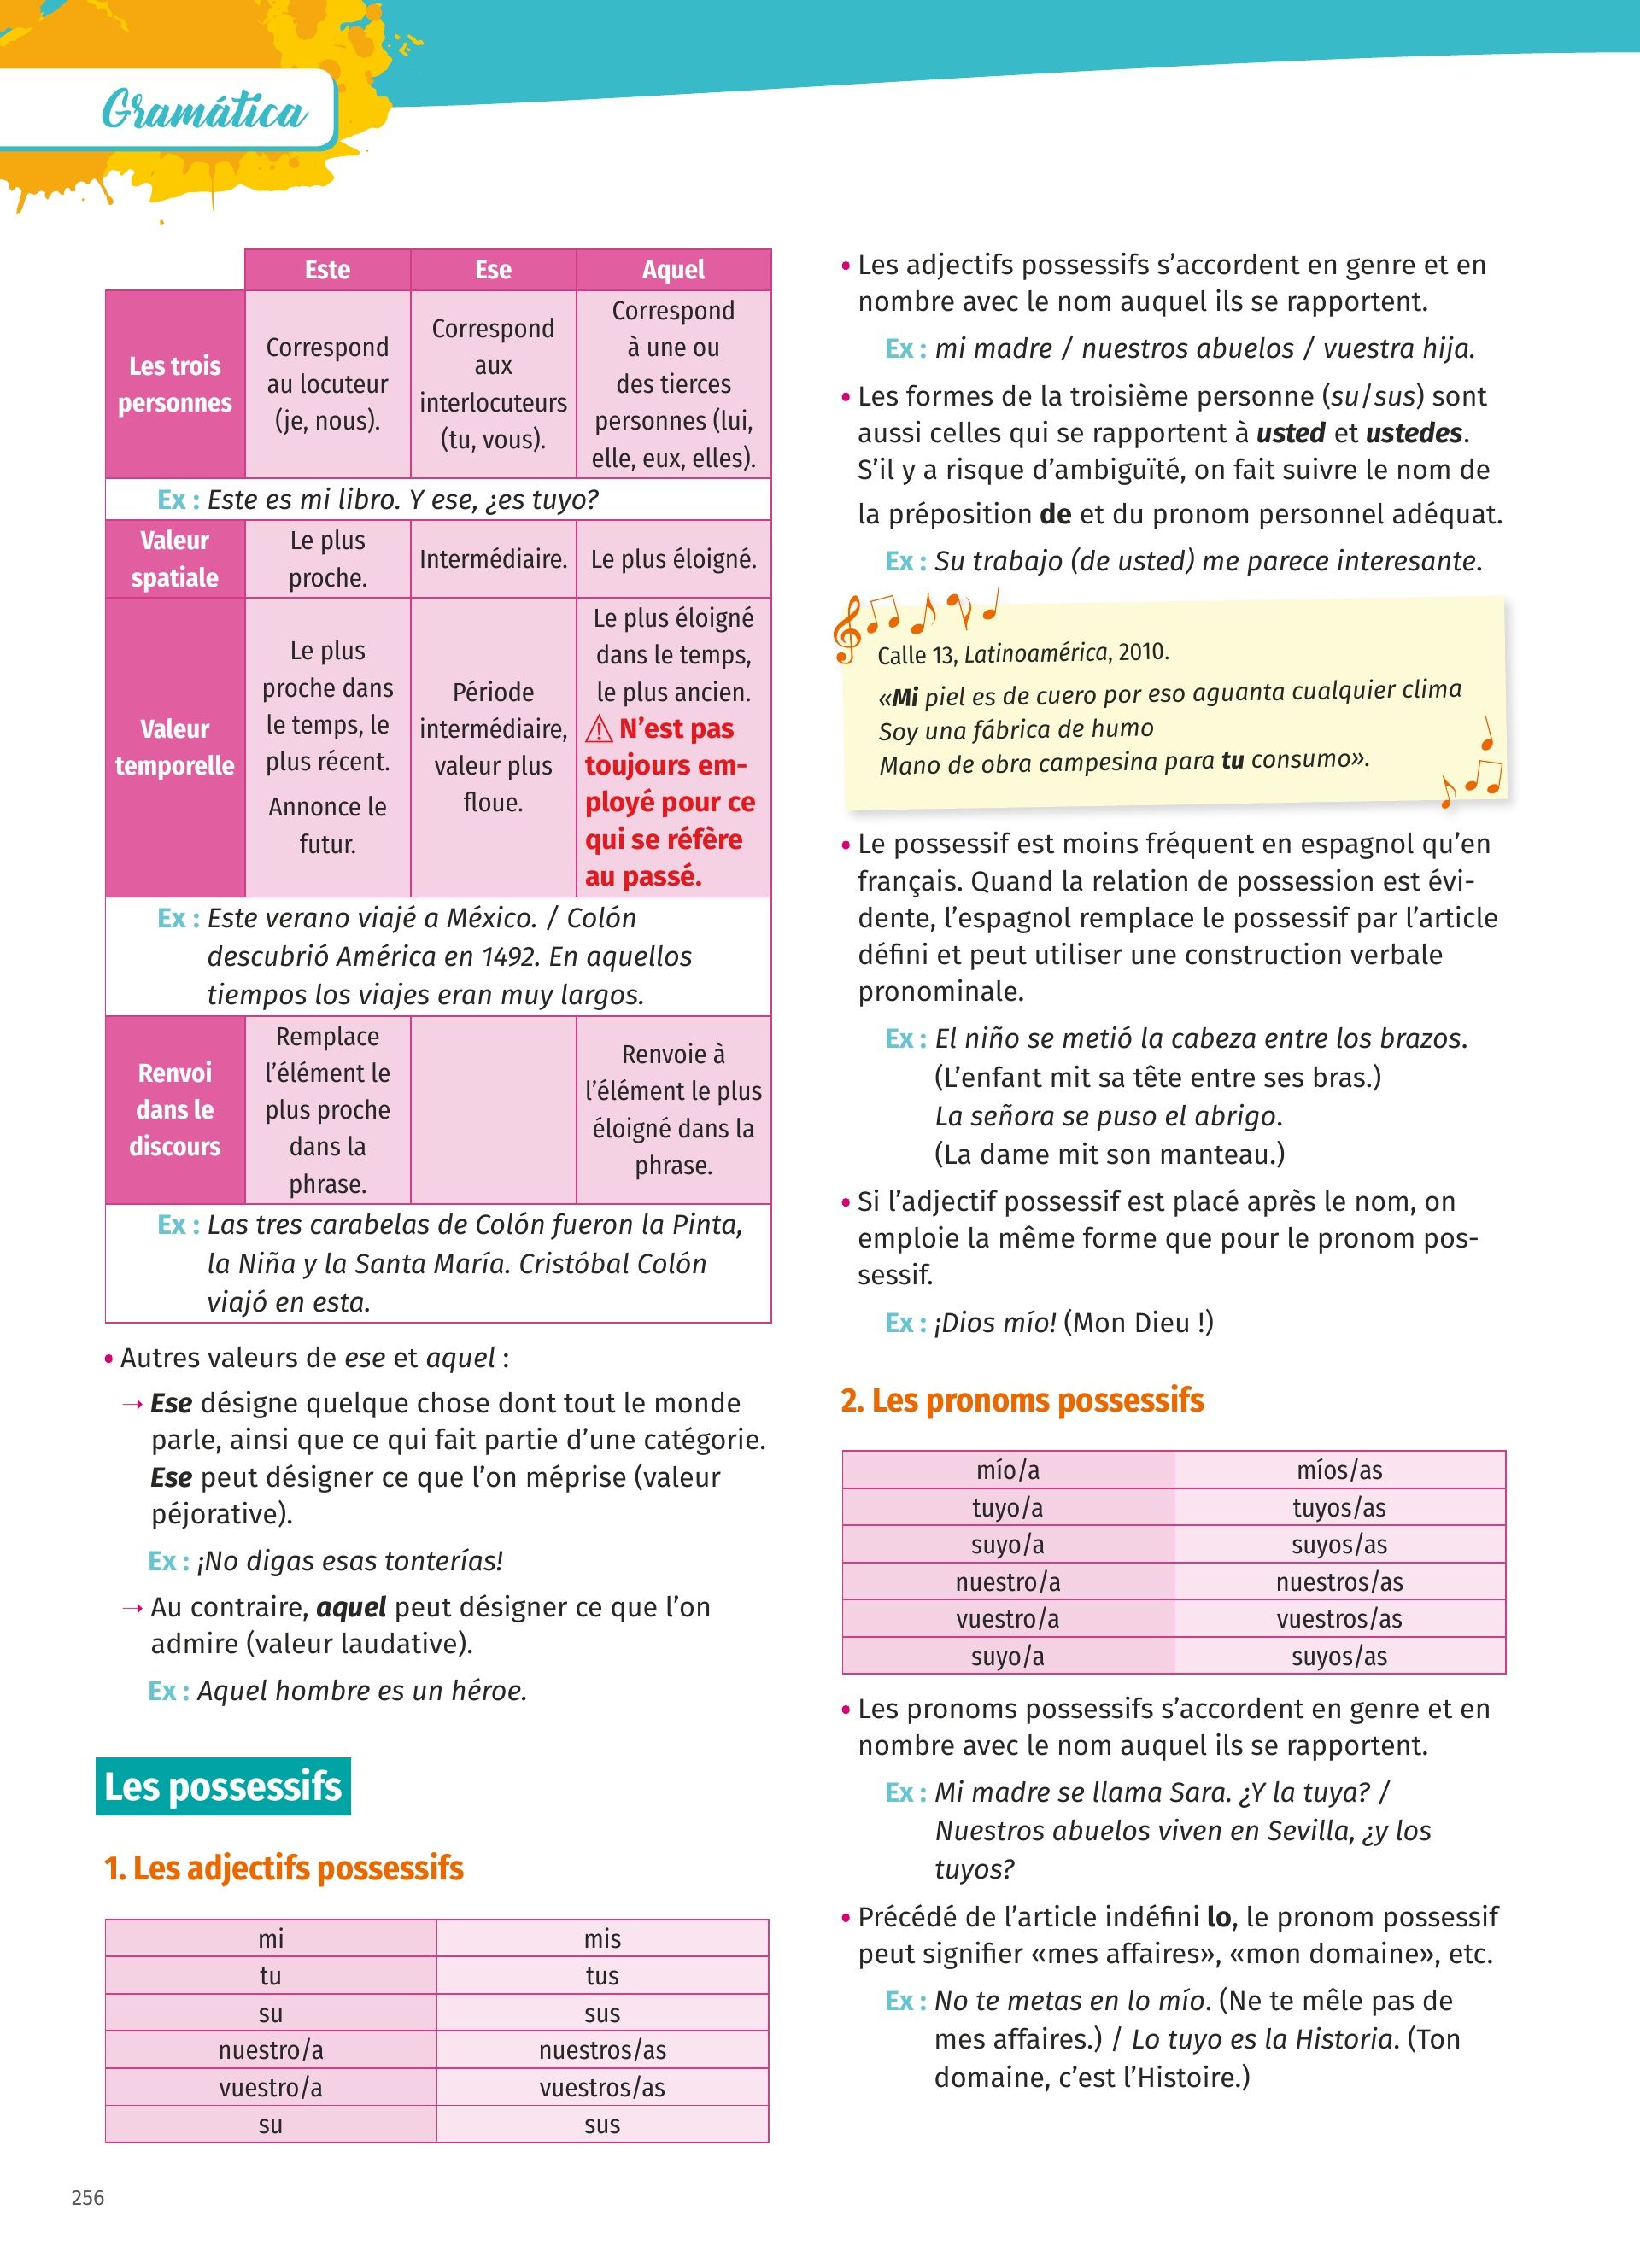 Gramática
Este Ese Aquel
Les trois
personnes
Correspond
au locuteur
(je, nous).
Correspond
aux
interlocuteurs
(tu, vous).
Correspond
à une ou
des tierces
personnes (lui,
elle, eux, elles).
Ex : Este es mi libro. Y ese, ¿es tuyo?
Valeur
spatiale
Le plus
proche.
Intermédiaire.
Le plus éloigné.
Valeur
temporelle
Le plus
proche dans
le temps, le
plus récent.
Annonce le
futur.
Période
intermédiaire,
valeur plus
floue.
Le plus éloigné
dans le temps,
le plus ancien.
⚠ N’est pas
toujours em-
ployé pour ce
qui se réfère
au passé.
Ex : Este verano viajé a México. / Colón
descubrió América en 1492. En aquellos
tiempos los viajes eran muy largos.
Renvoi
dans le
discours
Remplace
l’élément le
plus proche
dans la
phrase.
Renvoie à
l’élément le plus
éloigné dans la
phrase.
Ex : Las tres carabelas de Colón fueron la Pinta,
la Niña y la Santa María. Cristóbal Colón
viajó en esta.
• Autres valeurs de ese et aquel :
→ Ese désigne quelque chose dont tout le monde
parle, ainsi que ce qui fait partie d’une catégorie.
Ese peut désigner ce que l’on méprise (valeur
péjorative).
Ex : ¡No digas esas tonterías!
→ Au contraire, aquel peut désigner ce que l’on
admire (valeur laudative).
Ex : Aquel hombre es un héroe.
Les possessifs
1. Les adjectifs possessifs
mi mis
tu tus
su sus
nuestro/a nuestros/as
vuestro/a vuestros/as
su sus
• Les adjectifs possessifs s’accordent en genre et en
nombre avec le nom auquel ils se rapportent.
Ex : mi madre / nuestros abuelos / vuestra hija.
• Les formes de la troisième personne (su/sus) sont
aussi celles qui se rapportent à usted et ustedes.
S’il y a risque d’ambiguïté, on fait suivre le nom de
la préposition de et du pronom personnel adéquat.
Ex : Su trabajo (de usted) me parece interesante.
Calle 13, Latinoamérica, 2010.
«Mi piel es de cuero por eso aguanta cualquier clima
Soy una fábrica de humo
Mano de obra campesina para tu consumo».
• Le possessif est moins fréquent en espagnol qu’en
français. Quand la relation de possession est évi-
dente, l’espagnol remplace le possessif par l’article
défini et peut utiliser une construction verbale
pronominale.
Ex : El niño se metió la cabeza entre los brazos.
(L’enfant mit sa tête entre ses bras.)
La señora se puso el abrigo.
(La dame mit son manteau.)
• Si l’adjectif possessif est placé après le nom, on
emploie la même forme que pour le pronom pos-
sessif.
Ex : ¡Dios mío! (Mon Dieu !)
2. Les pronoms possessifs
mío/a míos/as
tuyo/a tuyos/as
suyo/a suyos/as
nuestro/a nuestros/as
vuestro/a vuestros/as
suyo/a suyos/as
• Les pronoms possessifs s’accordent en genre et en
nombre avec le nom auquel ils se rapportent.
Ex : Mi madre se llama Sara. ¿Y la tuya? /
Nuestros abuelos viven en Sevilla, ¿y los
tuyos?
• Précédé de l’article indéfini lo, le pronom possessif
peut signifier «mes affaires», «mon domaine», etc.
Ex : No te metas en lo mío. (Ne te mêle pas de
mes affaires.) / Lo tuyo es la Historia. (Ton
domaine, c’est l’Histoire.)
256